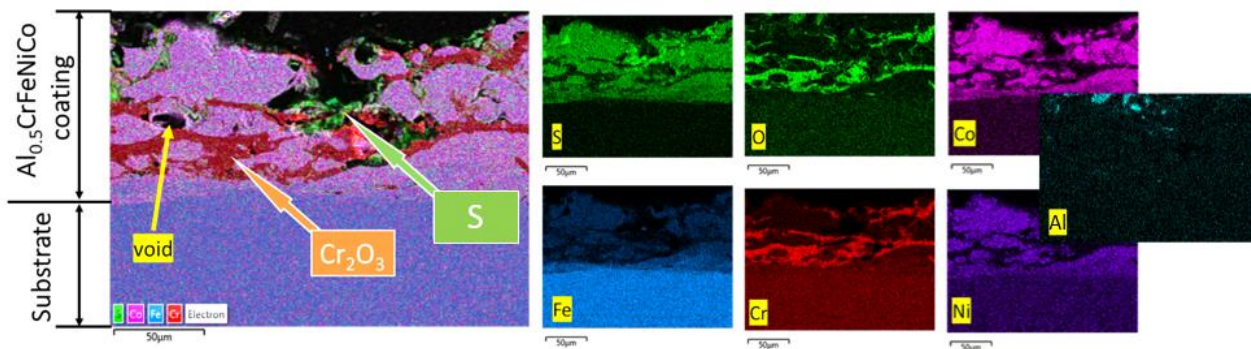 Al₀.₅CrFeNiCo
coating
Substrate
void
Cr₂O₃
S
S Co Fe Cr Electron
50μm
S
50μm
O
50μm
Co
50μm
Al
Fe
50μm
Cr
50μm
Ni
50μm